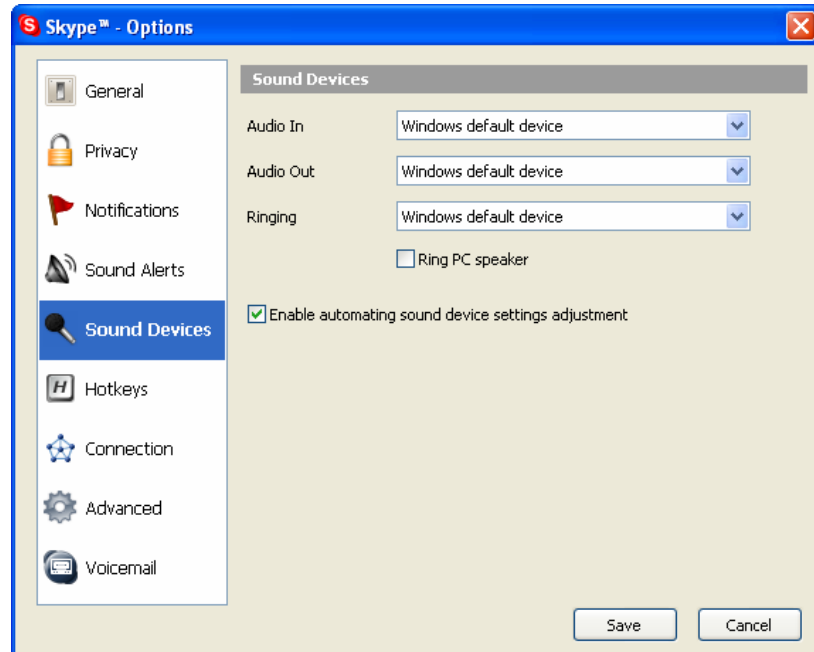 Skype™ - Options
General
Privacy
Notifications
Sound Alerts
Sound Devices
Hotkeys
Connection
Advanced
Voicemail
Sound Devices
Audio In Windows default device
Audio Out Windows default device
Ringing Windows default device
Ring PC speaker
Enable automating sound device settings adjustment
Save Cancel